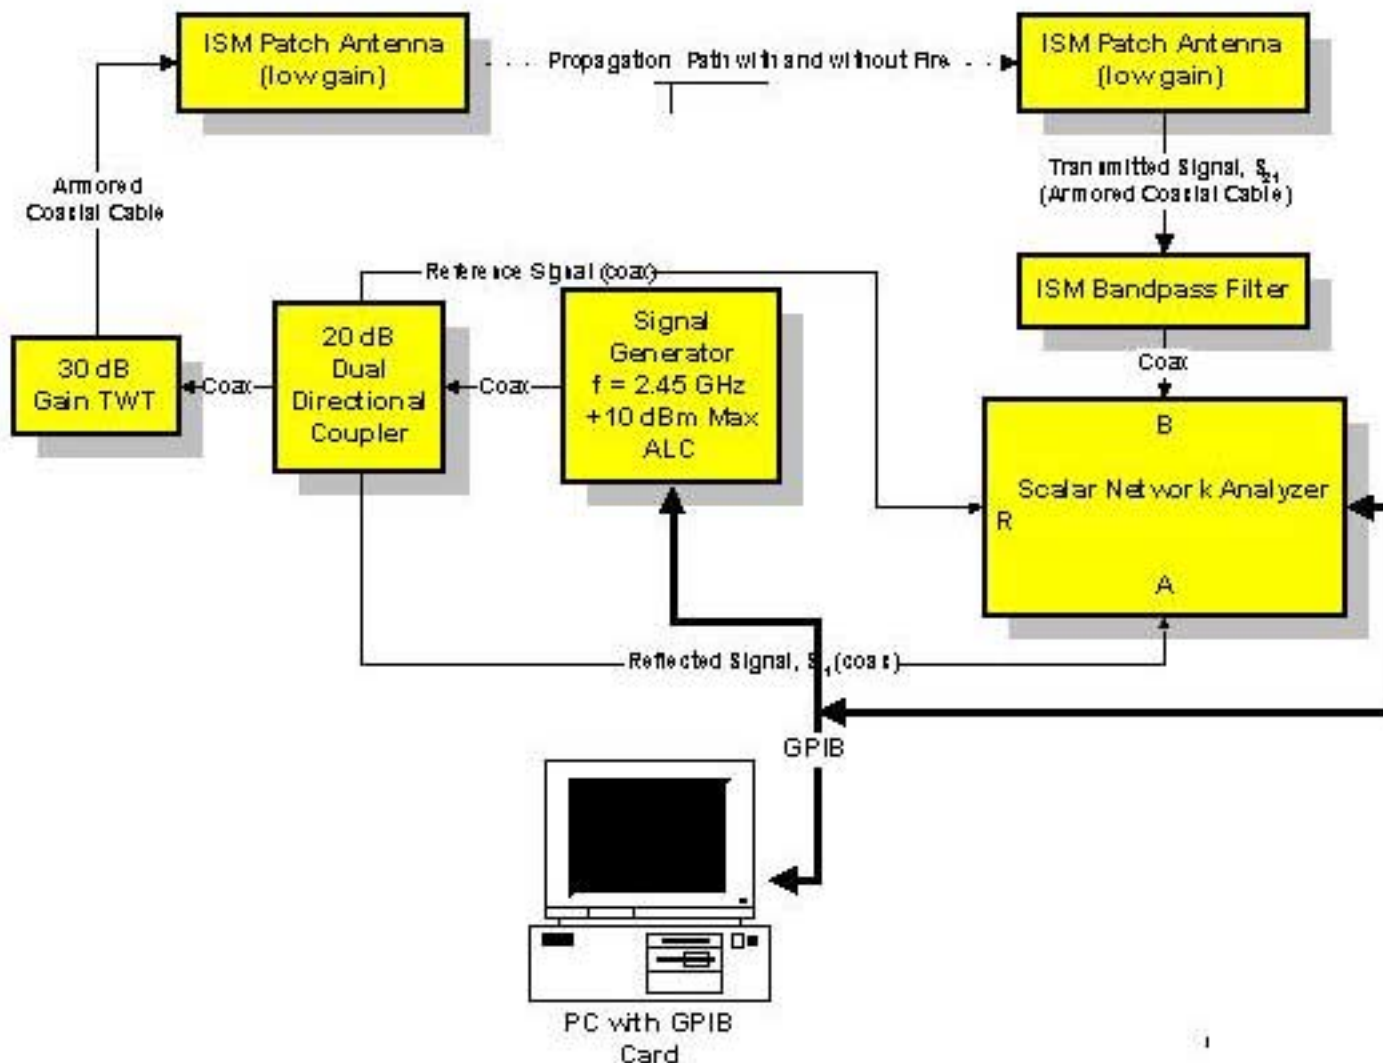 ISM Patch Antenna
(low gain)
Propagation Path with and without Fire
ISM Patch Antenna
(low gain)
Armored
Coaxial Cable
Transmitted Signal, S21
(Armored Coaxial Cable)
Reference Signal (coax)
ISM Bandpass Filter
30 dB
Gain TWT
Coax
20 dB
Dual
Directional
Coupler
Coax
Signal
Generator
f = 2.45 GHz
+10 dBm Max
ALC
Coax
B
Scalar Network Analyzer
R
A
Reflected Signal, (coax)
GPIB
PC with GPIB
Card